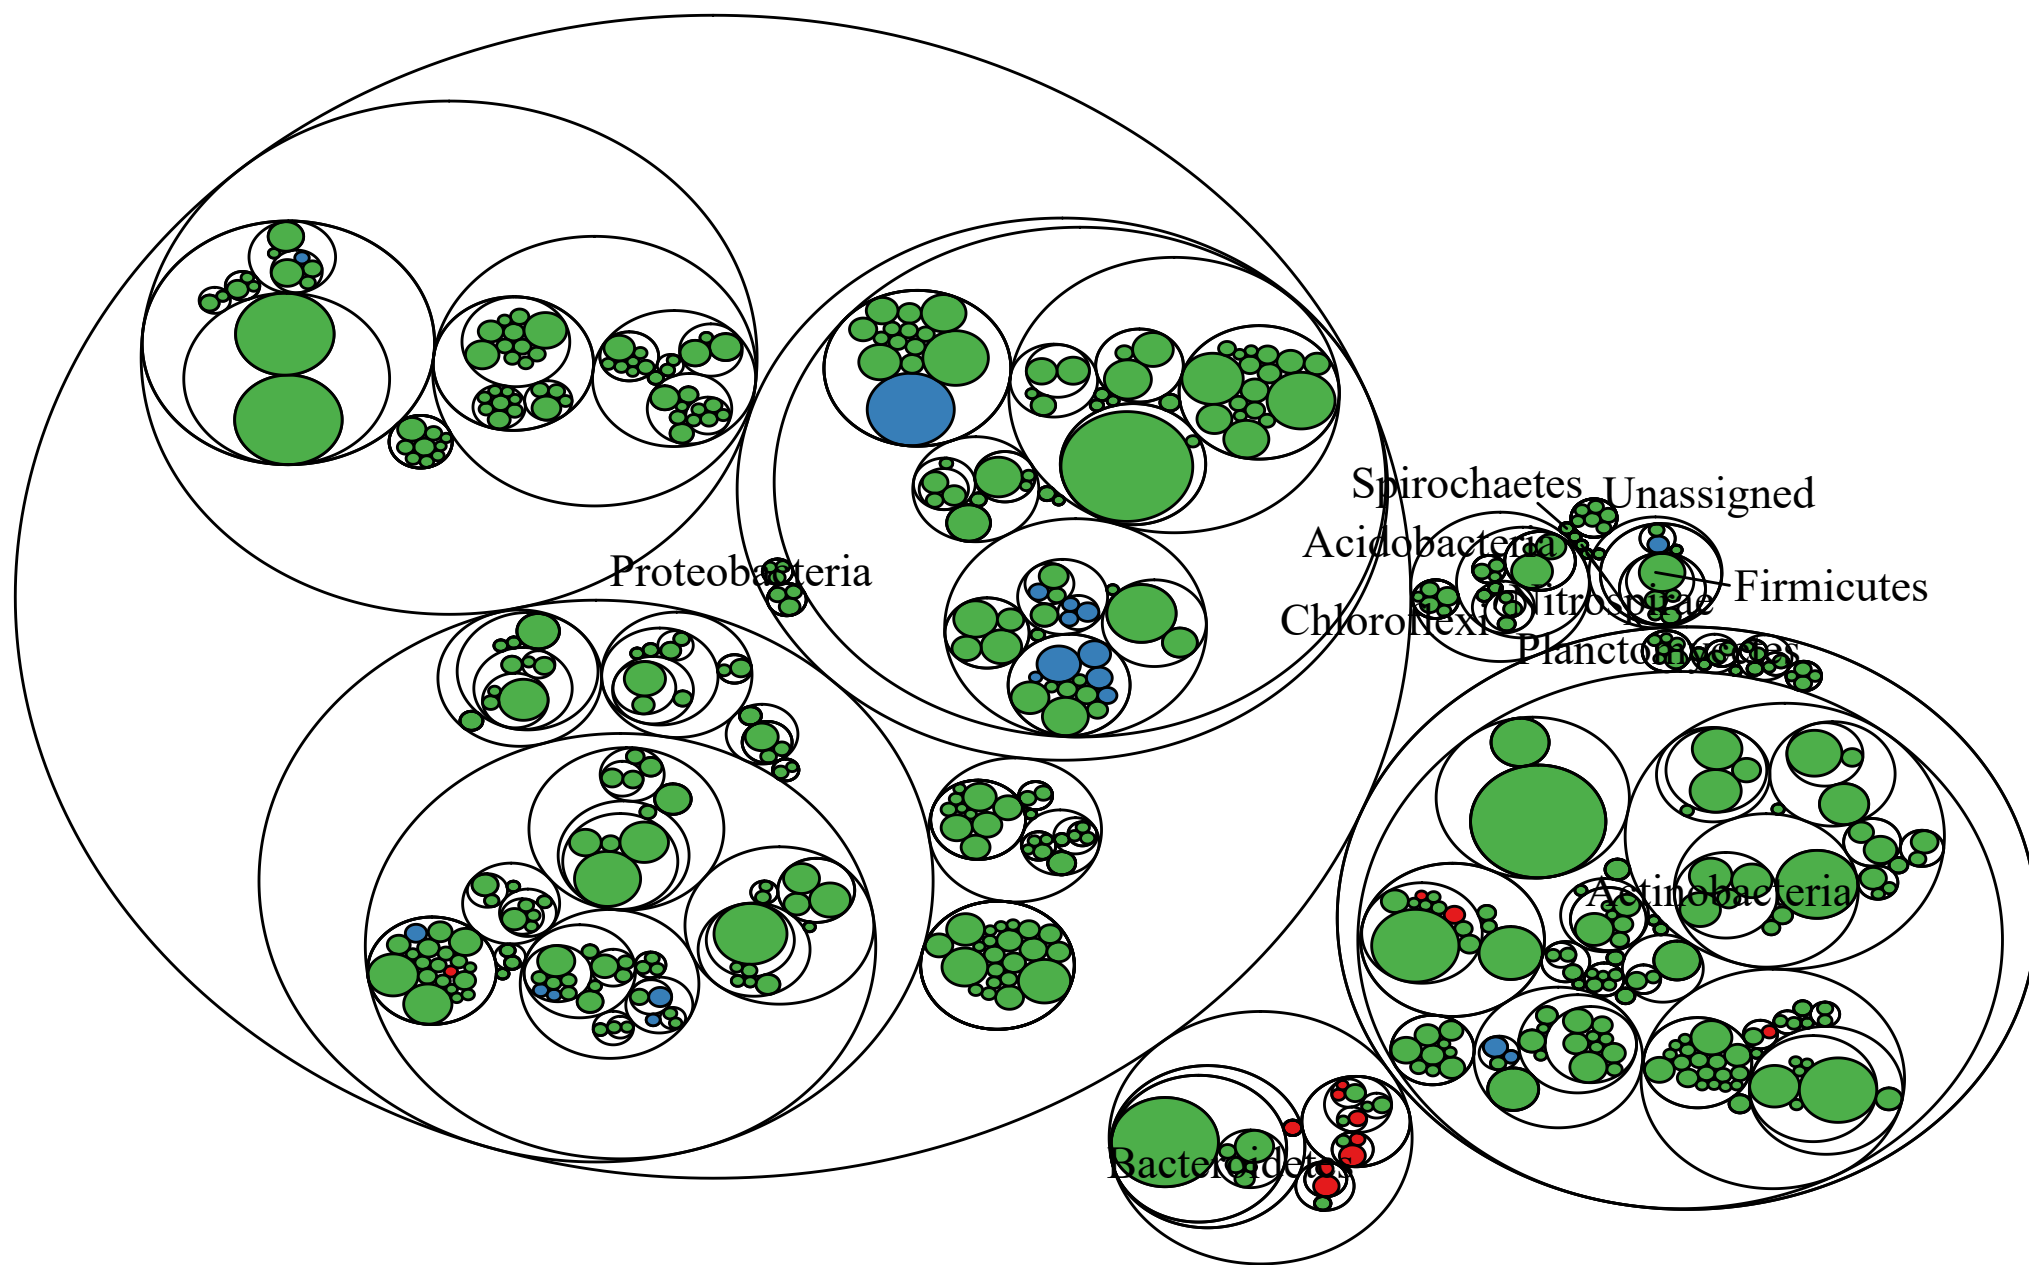 Spirochaetes
Unassigned
Acidobacteria
Proteobacteria
Firmicutes
Nitrospirae
Chloroflexi
Planctomycetes
Actinobacteria
Bacteroidetes